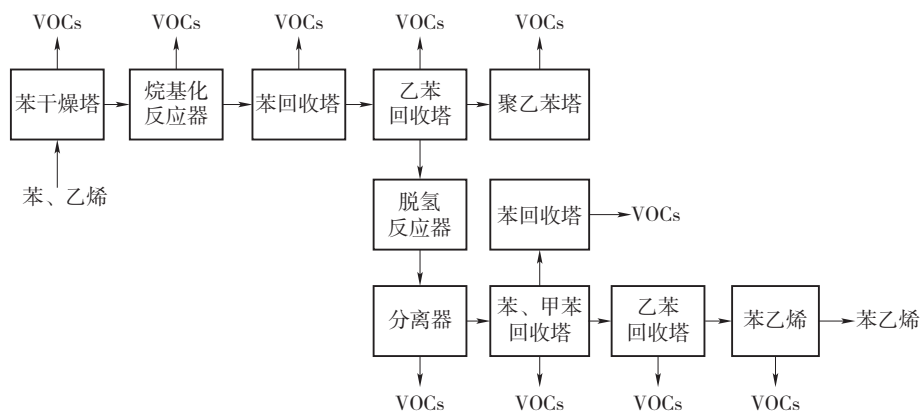 VOCs
VOCs
VOCs
VOCs
VOCs
苯干燥塔
烷基化
反应器
苯回收塔
乙苯
回收塔
聚乙苯塔
苯、乙烯
脱氢
反应器
苯回收塔
VOCs
分离器
苯、甲苯
回收塔
乙苯
回收塔
苯乙烯
苯乙烯
VOCs
VOCs
VOCs
VOCs